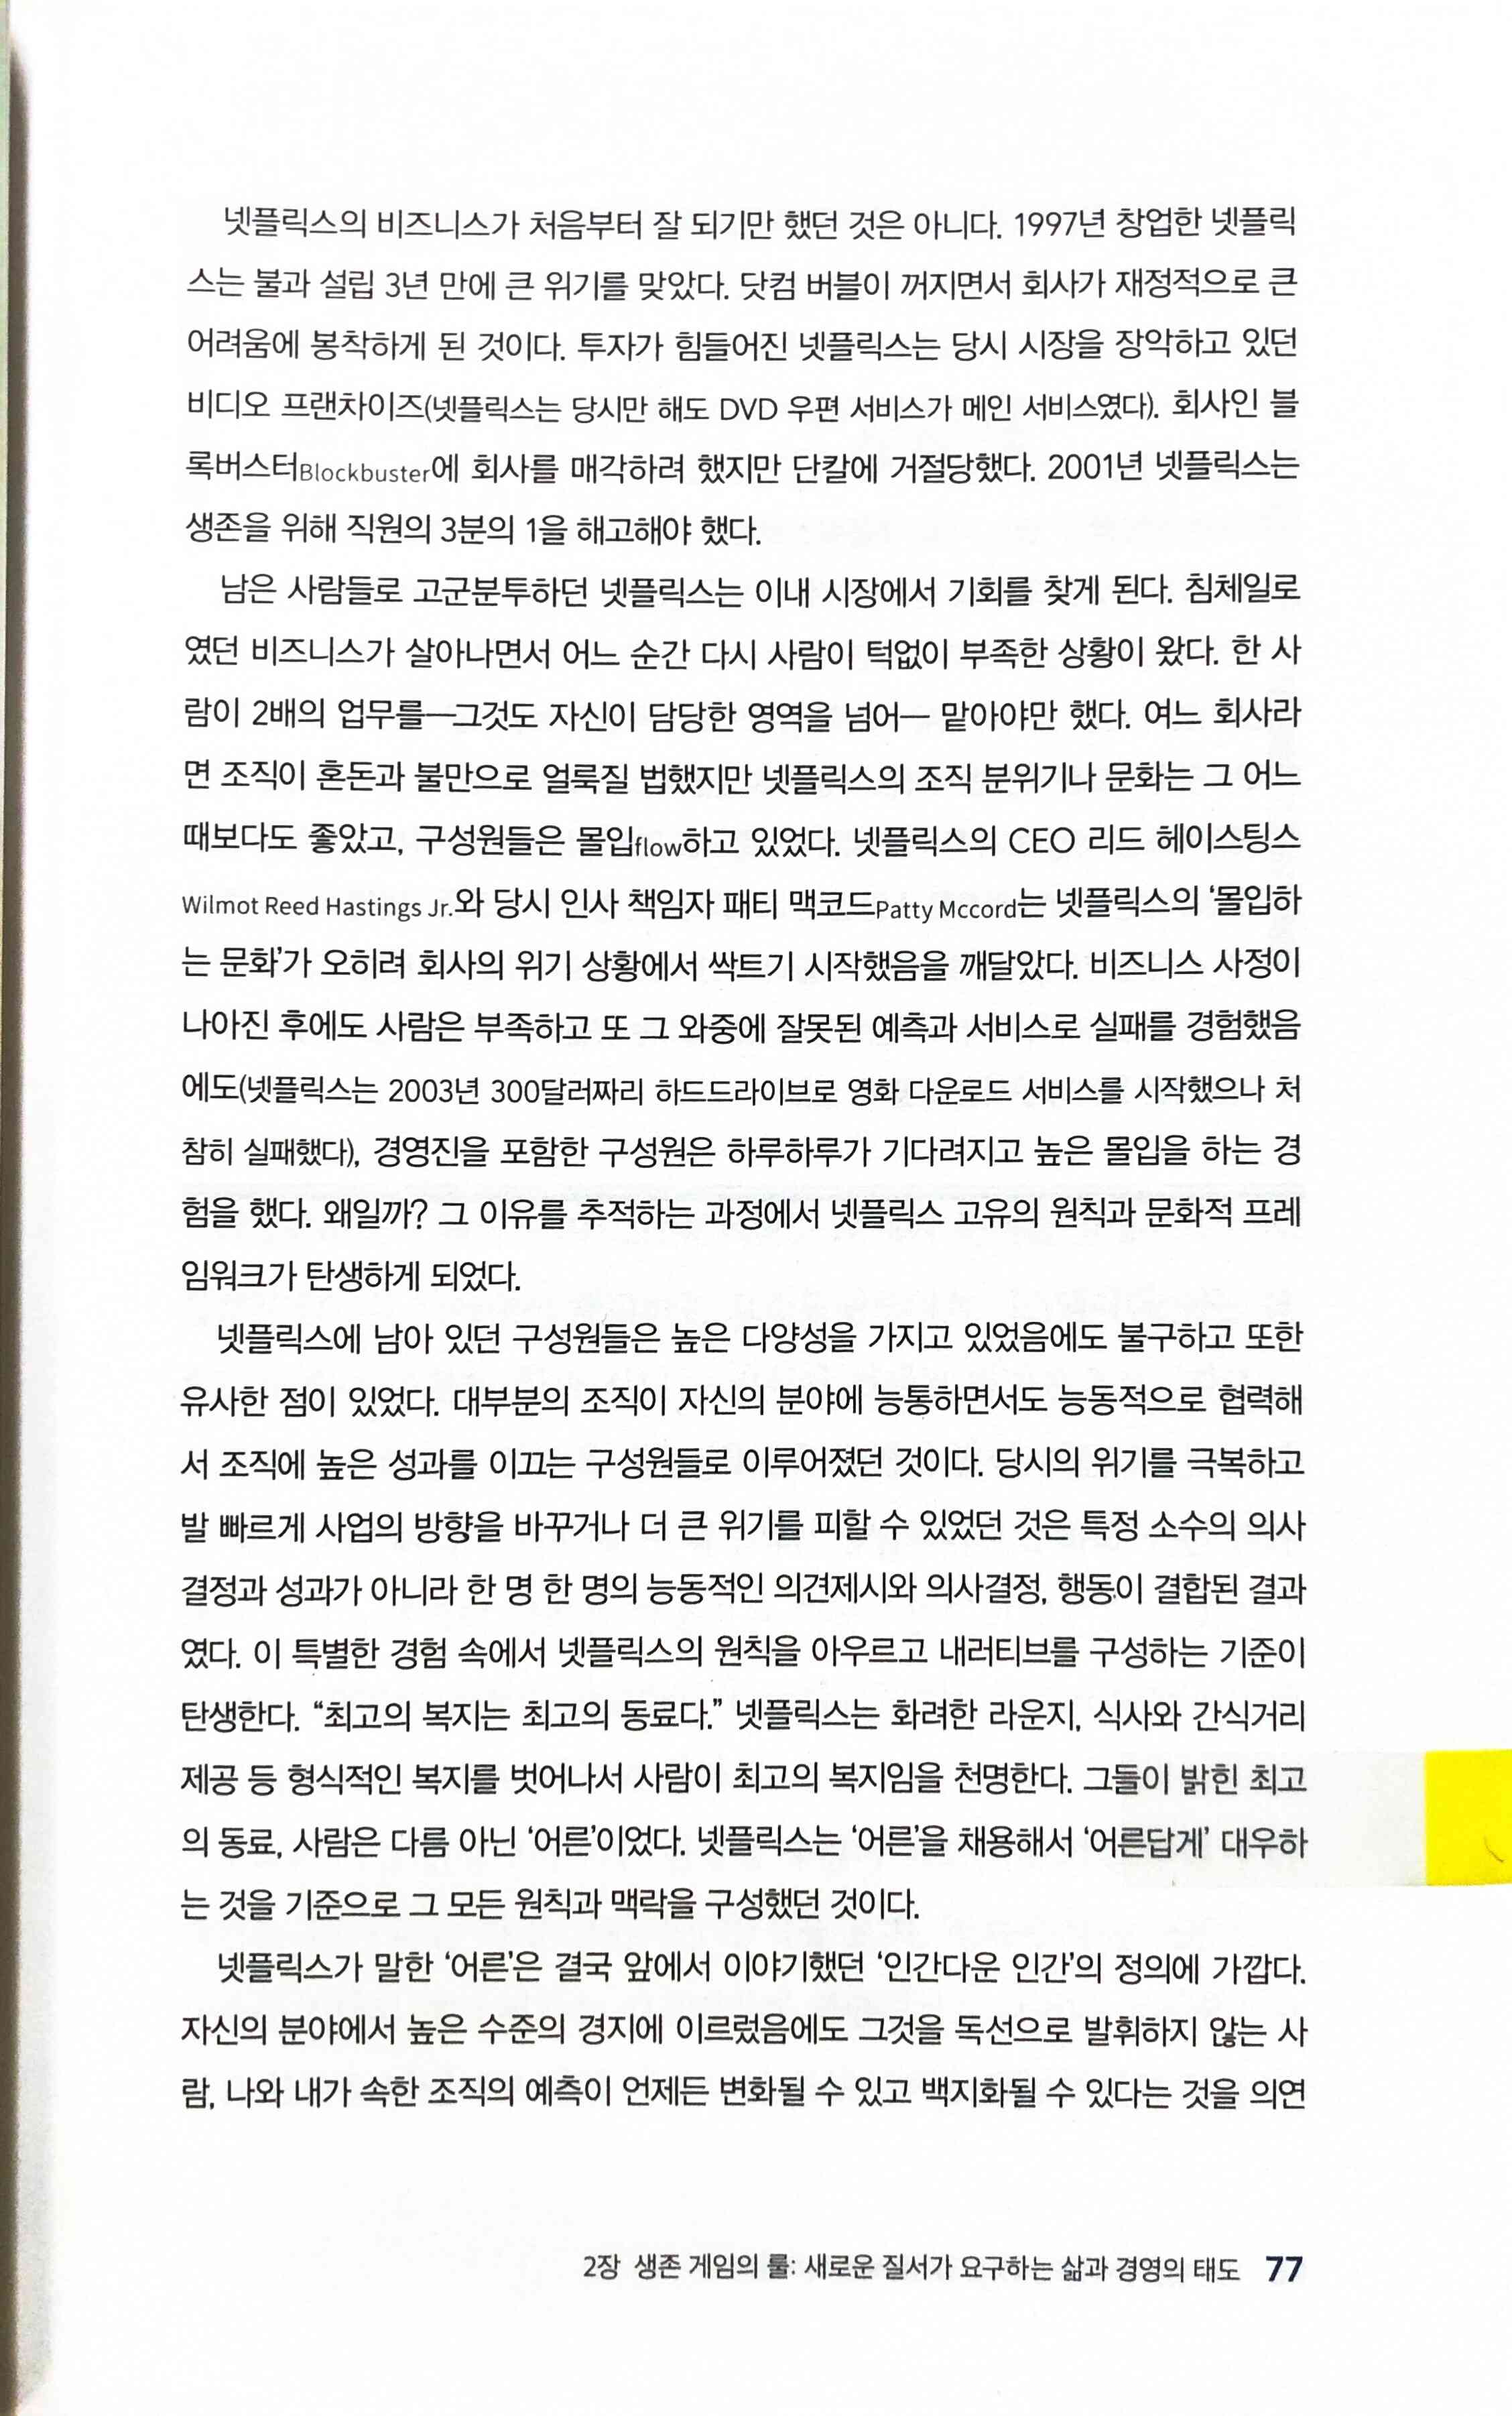 넷플릭스의 비즈니스가 처음부터 잘 되기만 했던 것은 아니다. 1997년 창업한 넷플릭
스는 불과 설립 3년 만에 큰 위기를 맞았다. 닷컴 버블이 꺼지면서 회사가 재정적으로 큰
어려움에 봉착하게 된 것이다. 투자가 힘들어진 넷플릭스는 당시 시장을 장악하고 있던
비디오 프랜차이즈(넷플릭스는 당시만 해도 DVD 우편 서비스가 메인 서비스였다). 회사인 블
록버스터Blockbuster에 회사를 매각하려 했지만 단칼에 거절당했다. 2001년 넷플릭스는
생존을 위해 직원의 3분의 1을 해고해야 했다.
남은 사람들로 고군분투하던 넷플릭스는 이내 시장에서 기회를 찾게 된다. 침체일로
였던 비즈니스가 살아나면서 어느 순간 다시 사람이 턱없이 부족한 상황이 왔다. 한 사
람이 2배의 업무를—그것도 자신이 담당한 영역을 넘어— 맡아야만 했다. 여느 회사라
면 조직이 혼돈과 불만으로 얼룩질 법했지만 넷플릭스의 조직 분위기나 문화는 그 어느
때보다도 좋았고, 구성원들은 몰입flow하고 있었다. 넷플릭스의 CEO 리드 헤이스팅스
Wilmot Reed Hastings Jr.와 당시 인사 책임자 패티 맥코드Patty Mccord는 넷플릭스의 ‘몰입하
는 문화’가 오히려 회사의 위기 상황에서 싹트기 시작했음을 깨달았다. 비즈니스 사정이
나아진 후에도 사람은 부족하고 또 그 와중에 잘못된 예측과 서비스로 실패를 경험했음
에도(넷플릭스는 2003년 300달러짜리 하드드라이브로 영화 다운로드 서비스를 시작했으나 처
참히 실패했다), 경영진을 포함한 구성원은 하루하루가 기다려지고 높은 몰입을 하는 경
험을 했다. 왜일까? 그 이유를 추적하는 과정에서 넷플릭스 고유의 원칙과 문화적 프레
임워크가 탄생하게 되었다.
넷플릭스에 남아 있던 구성원들은 높은 다양성을 가지고 있었음에도 불구하고 또한
유사한 점이 있었다. 대부분의 조직이 자신의 분야에 능통하면서도 능동적으로 협력해
서 조직에 높은 성과를 이끄는 구성원들로 이루어졌던 것이다. 당시의 위기를 극복하고
발 빠르게 사업의 방향을 바꾸거나 더 큰 위기를 피할 수 있었던 것은 특정 소수의 의사
결정과 성과가 아니라 한 명 한 명의 능동적인 의견제시와 의사결정, 행동이 결합된 결과
였다. 이 특별한 경험 속에서 넷플릭스의 원칙을 아우르고 내러티브를 구성하는 기준이
탄생한다. “최고의 복지는 최고의 동료다.” 넷플릭스는 화려한 라운지, 식사와 간식거리
제공 등 형식적인 복지를 벗어나서 사람이 최고의 복지임을 천명한다. 그들이 밝힌 최고
의 동료, 사람은 다름 아닌 ‘어른’이었다. 넷플릭스는 ‘어른’을 채용해서 ‘어른답게’ 대우하
는 것을 기준으로 그 모든 원칙과 맥락을 구성했던 것이다.
넷플릭스가 말한 ‘어른’은 결국 앞에서 이야기했던 ‘인간다운 인간’의 정의에 가깝다.
자신의 분야에서 높은 수준의 경지에 이르렀음에도 그것을 독선으로 발휘하지 않는 사
람, 나와 내가 속한 조직의 예측이 언제든 변화될 수 있고 백지화될 수 있다는 것을 의연
2장 생존 게임의 룰: 새로운 질서가 요구하는 삶과 경영의 태도 77